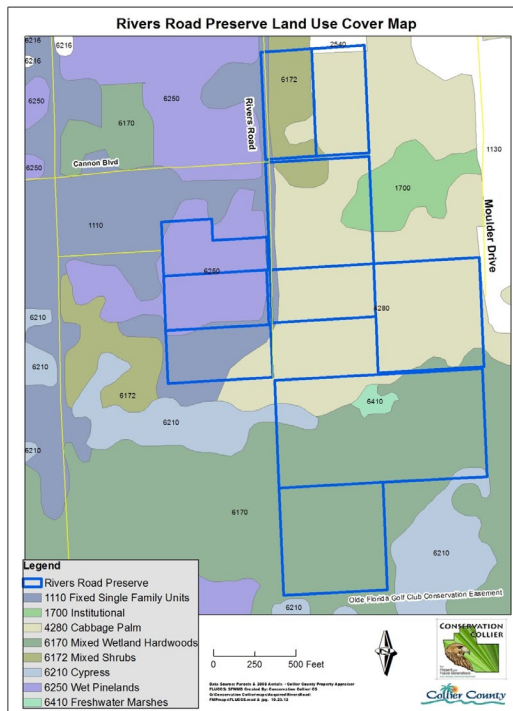 Rivers Road Preserve Land Use Cover Map
6216
6216
6216
2540
6172
6250
6250
Rivers Road
6170
Cannon Blvd
6250
1130
1700
Moulder Drive
1110
6250
4280
6210
6210
6172
6210
6210
6410
6170
6210
6210
Olde Florida Golf Club Conservation Easement
Legend
Rivers Road Preserve
1110 Fixed Single Family Units
1700 Institutional
4280 Cabbage Palm
6170 Mixed Wetland Hardwoods
6172 Mixed Shrubs
6210 Cypress
6250 Wet Pinelands
6410 Freshwater Marshes
0 250 500 Feet
CONSERVATION
COLLIER
Collier County